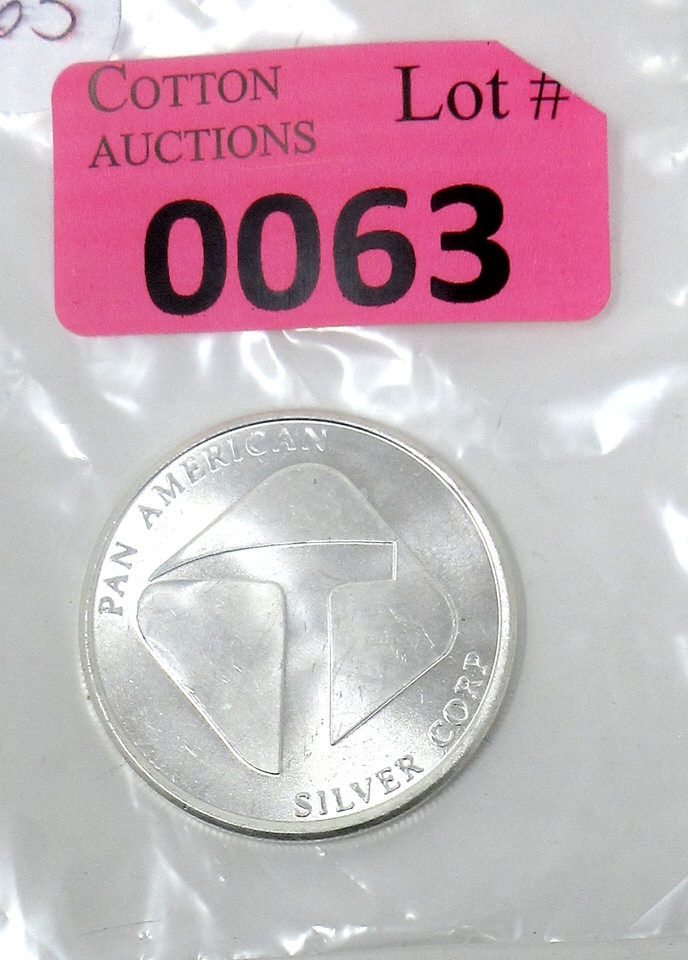 COTTON
AUCTIONS
Lot #
0063
PAN AMERICAN
SILVER CORP